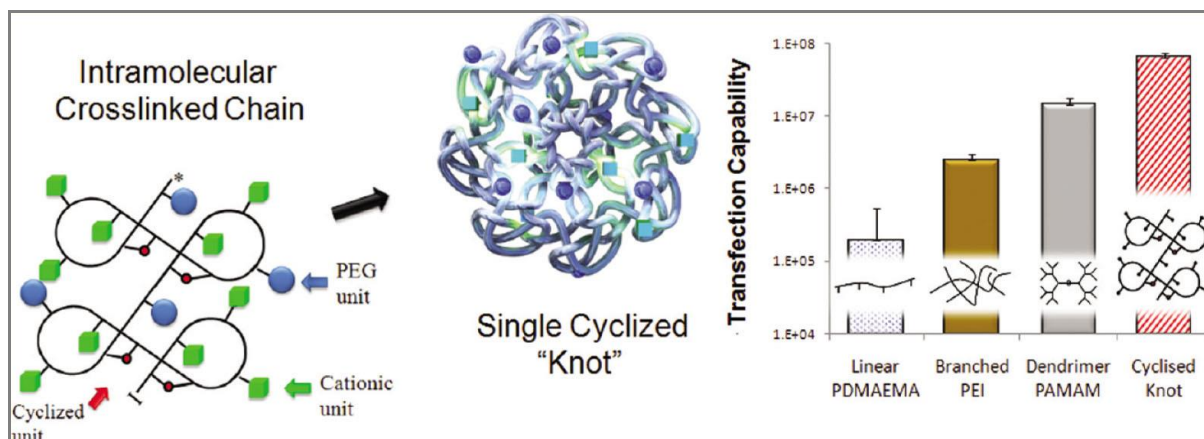 Intramolecular
Crosslinked Chain
*
PEG
unit
Cationic
unit
Cyclized
unit
I
Single Cyclized
“Knot”
Transfection Capability
1.E+08
1.E+07
1.E+06
1.E+05
1.E+04
Linear
PDMAEMA
Branched
PEI
Dendrimer
PAMAM
Cyclised
Knot